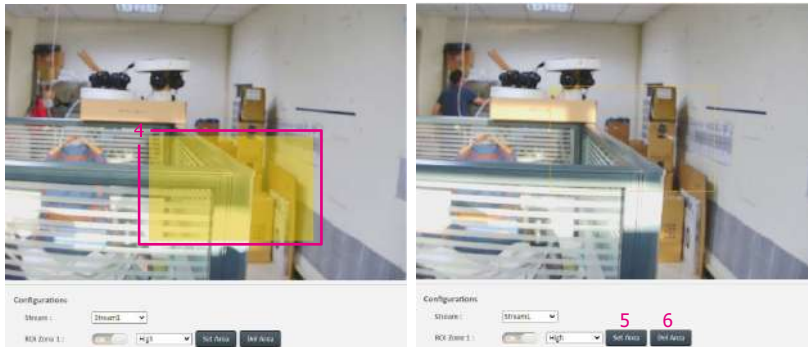 4
Configurations
Stream :
Stream1
ROI Zone 1 :
High
Set Area
Del Area
Configurations
Stream :
Stream1
5
6
ROI Zone 1 :
High
Set Area
Del Area